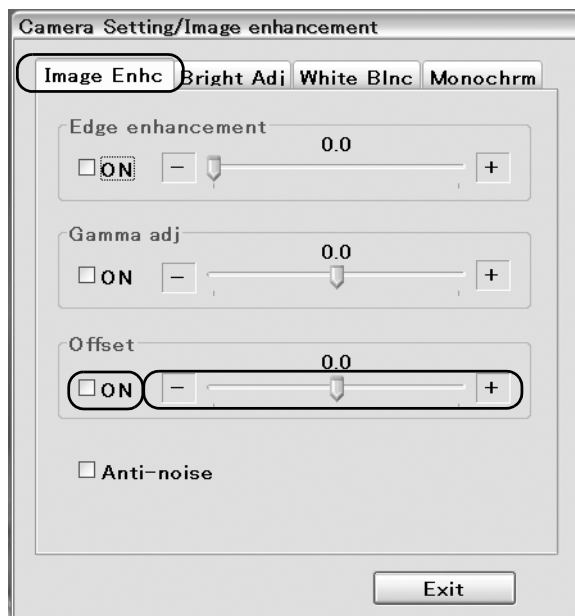 Camera Setting/Image enhancement
Image Enhc Bright Adj White Blnc Monochrm
Edge enhancement
0.0
ON − +
Gamma adj
0.0
ON − +
Offset
0.0
ON − +
Anti-noise
Exit